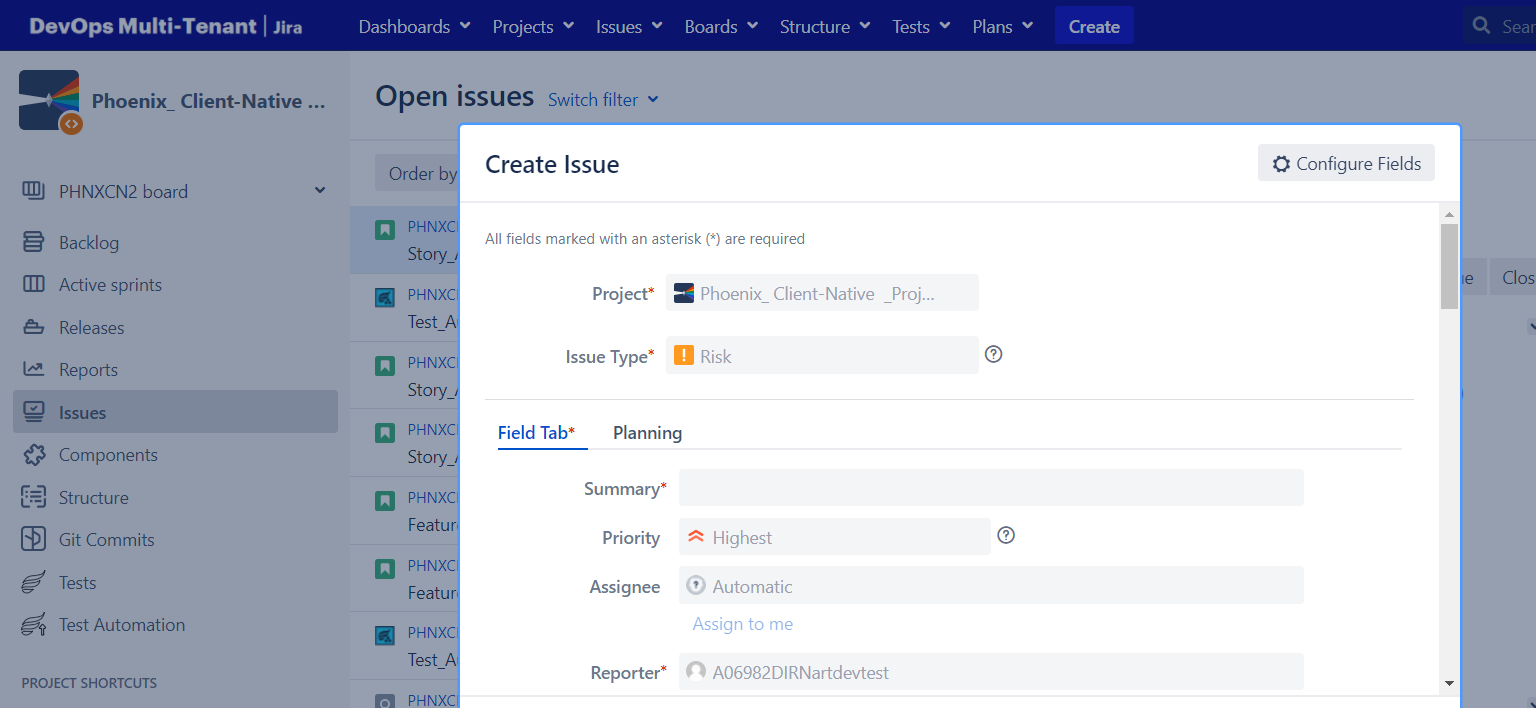 DevOps Multi-Tenant | Jira
Dashboards Projects Issues Boards Structure Tests Plans Create
Phoenix_ Client-Native ...
PHNXCN2 board
Backlog
Active sprints
Releases
Reports
Issues
Components
Structure
Git Commits
Tests
Test Automation
PROJECT SHORTCUTS
Open issues Switch filter
Order by
PHNXC
Story_
PHNXC
Test_A
PHNXC
Story_
PHNXC
Story_
PHNXC
Featur
PHNXC
Featur
PHNXC
Test_A
PHNXC
Create Issue Configure Fields
All fields marked with an asterisk (*) are required
Project* Phoenix_ Client-Native _Proj...
Issue Type* Risk
Field Tab* Planning
Summary*
Priority Highest
Assignee Automatic
Assign to me
Reporter* A06982DIRNartdevtest